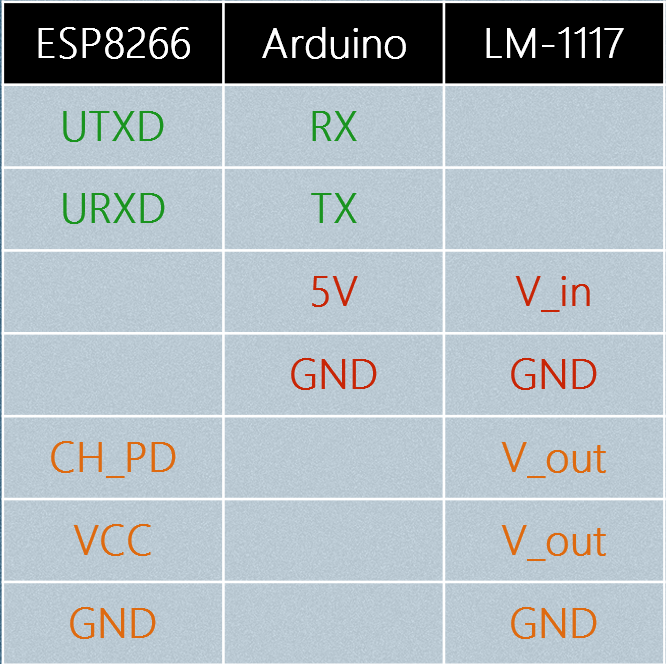 ESP8266 Arduino LM-1117
UTXD RX
URXD TX
5V V_in
GND GND
CH_PD V_out
VCC V_out
GND GND